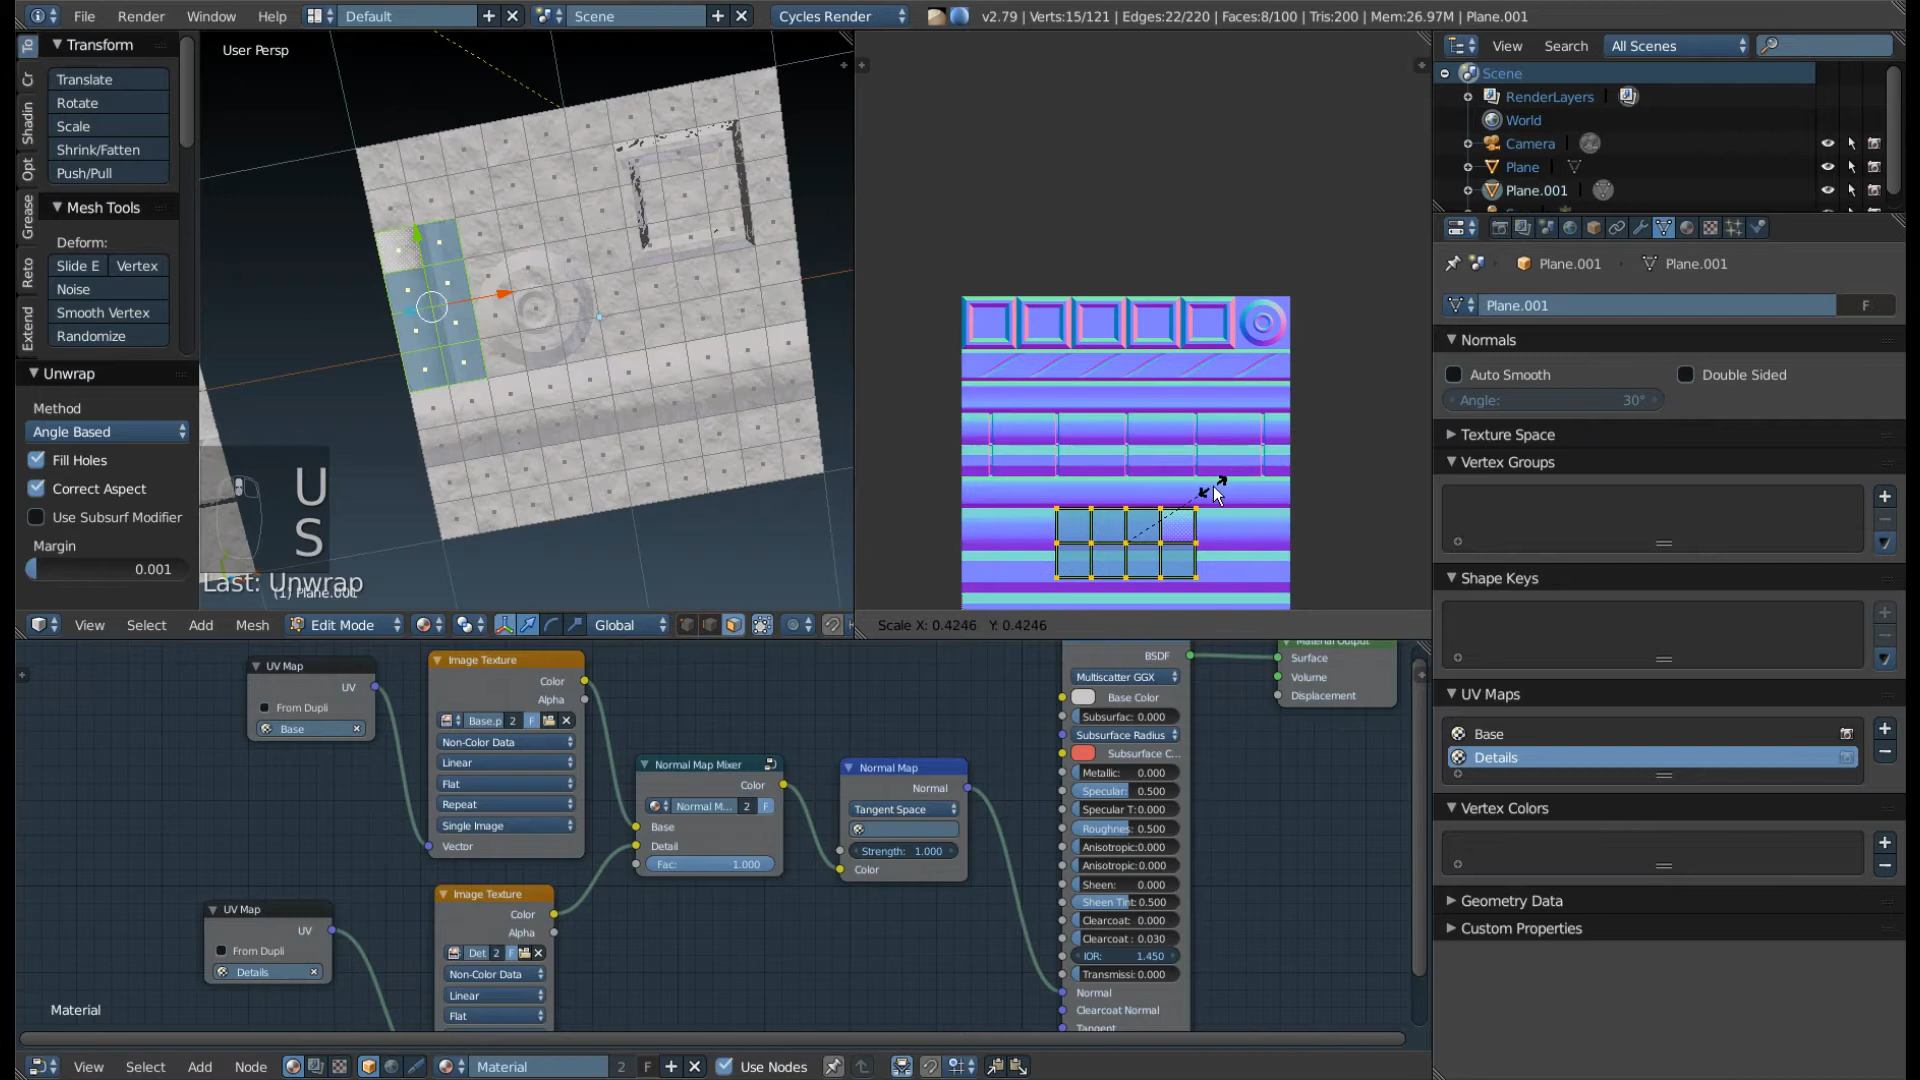 File Render Window Help Default Scene Cycles Render v2.79 | Verts:15/121 | Edges:22/220 | Faces:8/100 | Tris:200 | Mem:26.97M | Plane.001
User Persp
To
Cr
Shadin
Opt
Grease
Reto
Extend
Transform
Translate
Rotate
Scale
Shrink/Fatten
Push/Pull
Mesh Tools
Deform:
Slide E Vertex
Noise
Smooth Vertex
Randomize
Unwrap
Method
Angle Based
Fill Holes
Correct Aspect
Use Subsurf Modifier
Margin
0.001
U
S
Last: Unwrap
(1) Plane.001
View Select Add Mesh Edit Mode Global
Scale X: 0.4246 Y: 0.4246
View Search All Scenes
Scene
RenderLayers
World
Camera
Plane
Plane.001
Plane.001 Plane.001
Plane.001 F
Normals
Auto Smooth Double Sided
Angle: 30°
Texture Space
Vertex Groups
Shape Keys
UV Maps
Base
Details
Vertex Colors
Geometry Data
Custom Properties
UV Map
UV
From Dupli
Base
Image Texture
Color
Alpha
Base.p 2 F
Non-Color Data
Linear
Flat
Repeat
Single Image
Vector
Normal Map Mixer
Color
Normal M... 2 F
Base
Detail
Fac: 1.000
Normal Map
Normal
Tangent Space
Strength: 1.000
Color
UV Map
UV
From Dupli
Details
Image Texture
Color
Alpha
Det 2 F
Non-Color Data
Linear
Flat
BSDF
Multiscatter GGX
Base Color
Subsurfac: 0.000
Subsurface Radius
Subsurface C...
Metallic: 0.000
Specular: 0.500
Specular T:0.000
Roughness: 0.500
Anisotropic:0.000
Anisotropic:0.000
Sheen: 0.000
Sheen Tint: 0.500
Clearcoat: 0.000
Clearcoat : 0.030
IOR: 1.450
Transmissi: 0.000
Normal
Clearcoat Normal
Tangent
Material Output
Surface
Volume
Displacement
Material
View Select Add Node Material 2 F Use Nodes